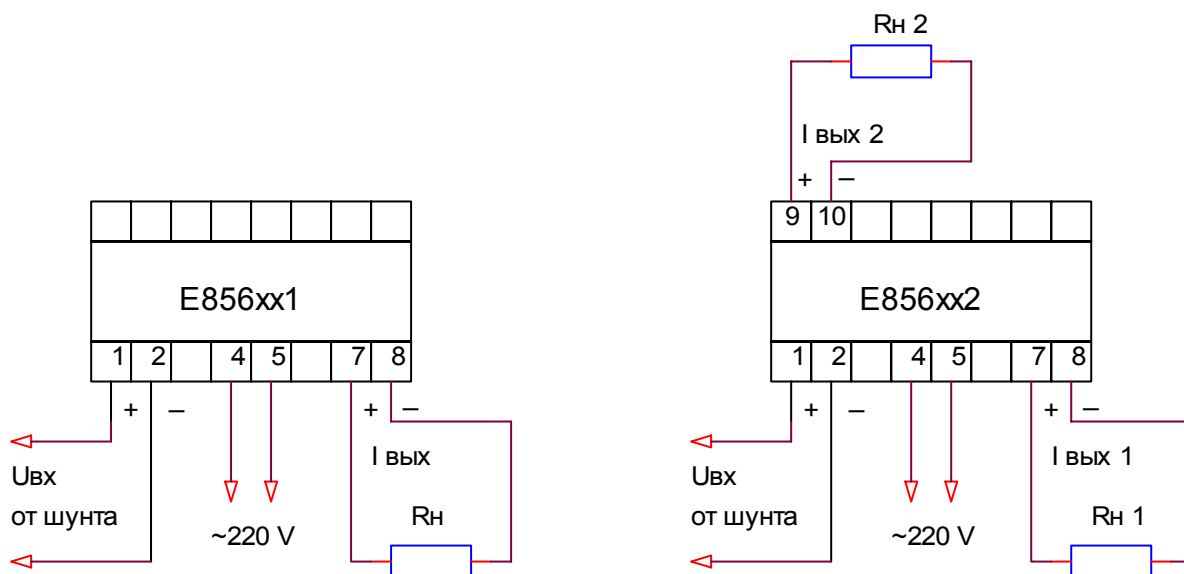 E856xx1
1 2 4 5 7 8
+ – + –
Uвх
от шунта
~220 V
I вых
Rн
Rн 2
I вых 2
+ –
9 10
E856xx2
1 2 4 5 7 8
+ – + –
Uвх
от шунта
~220 V
I вых 1
Rн 1